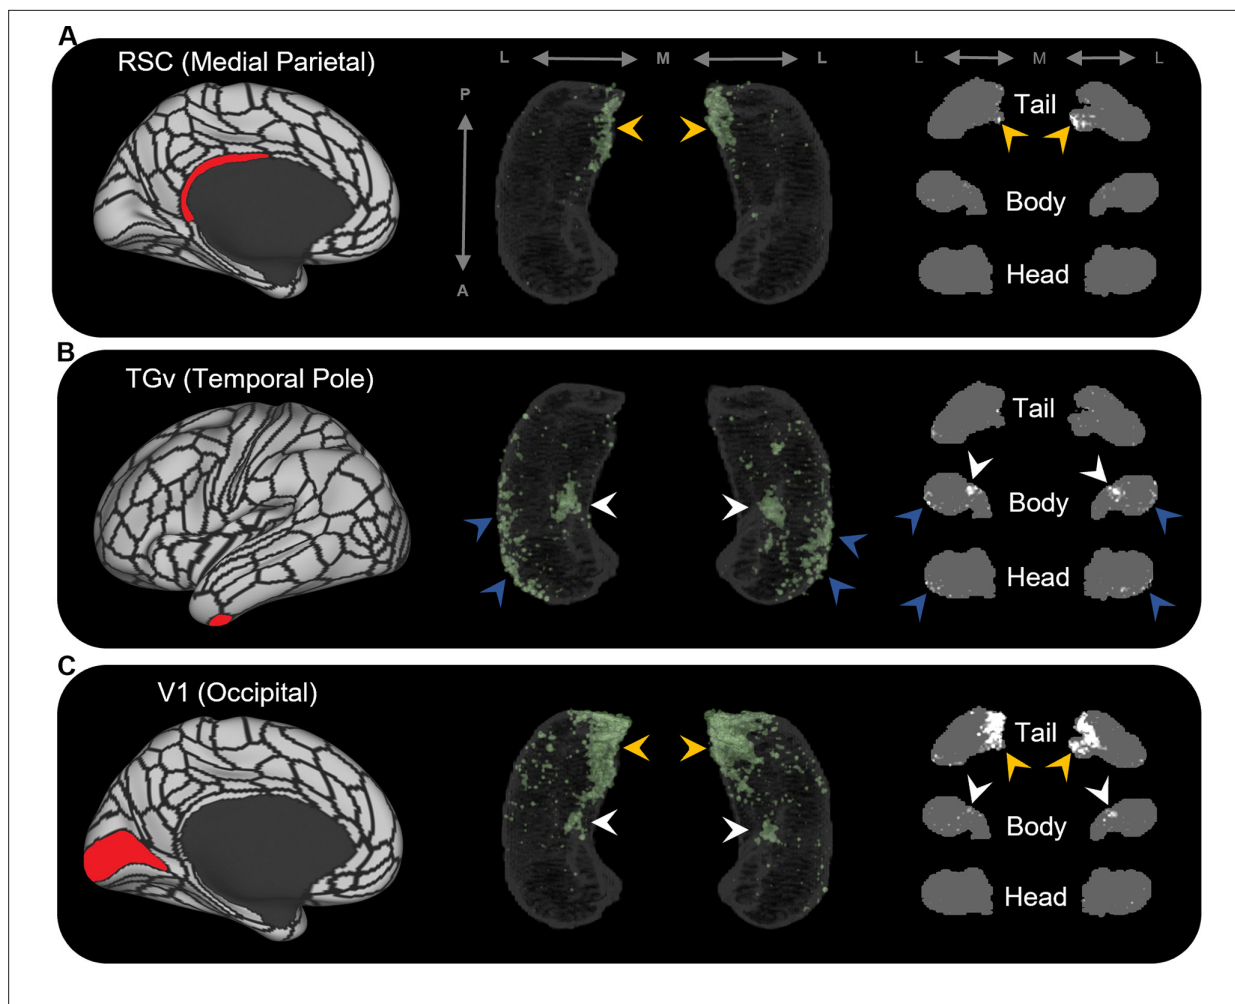 A
RSC (Medial Parietal)
L M L
L M L
P
A
Tail
Body
Head
B
TGv (Temporal Pole)
Tail
Body
Head
C
V1 (Occipital)
Tail
Body
Head